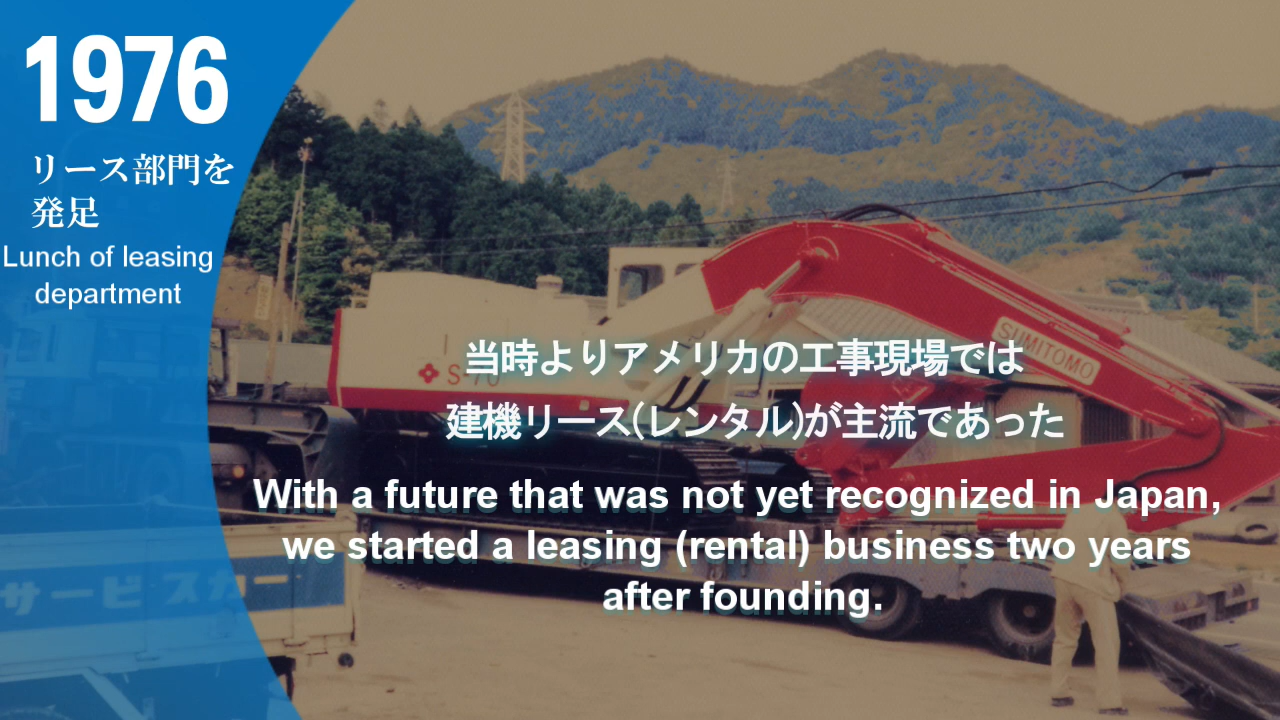 1976
リース部門を
発足
Lunch of leasing
department
SUMITOMO
S-70
当時よりアメリカの工事現場では
建機リース(レンタル)が主流であった
With a future that was not yet recognized in Japan,
we started a leasing (rental) business two years
after founding.
サービスカー